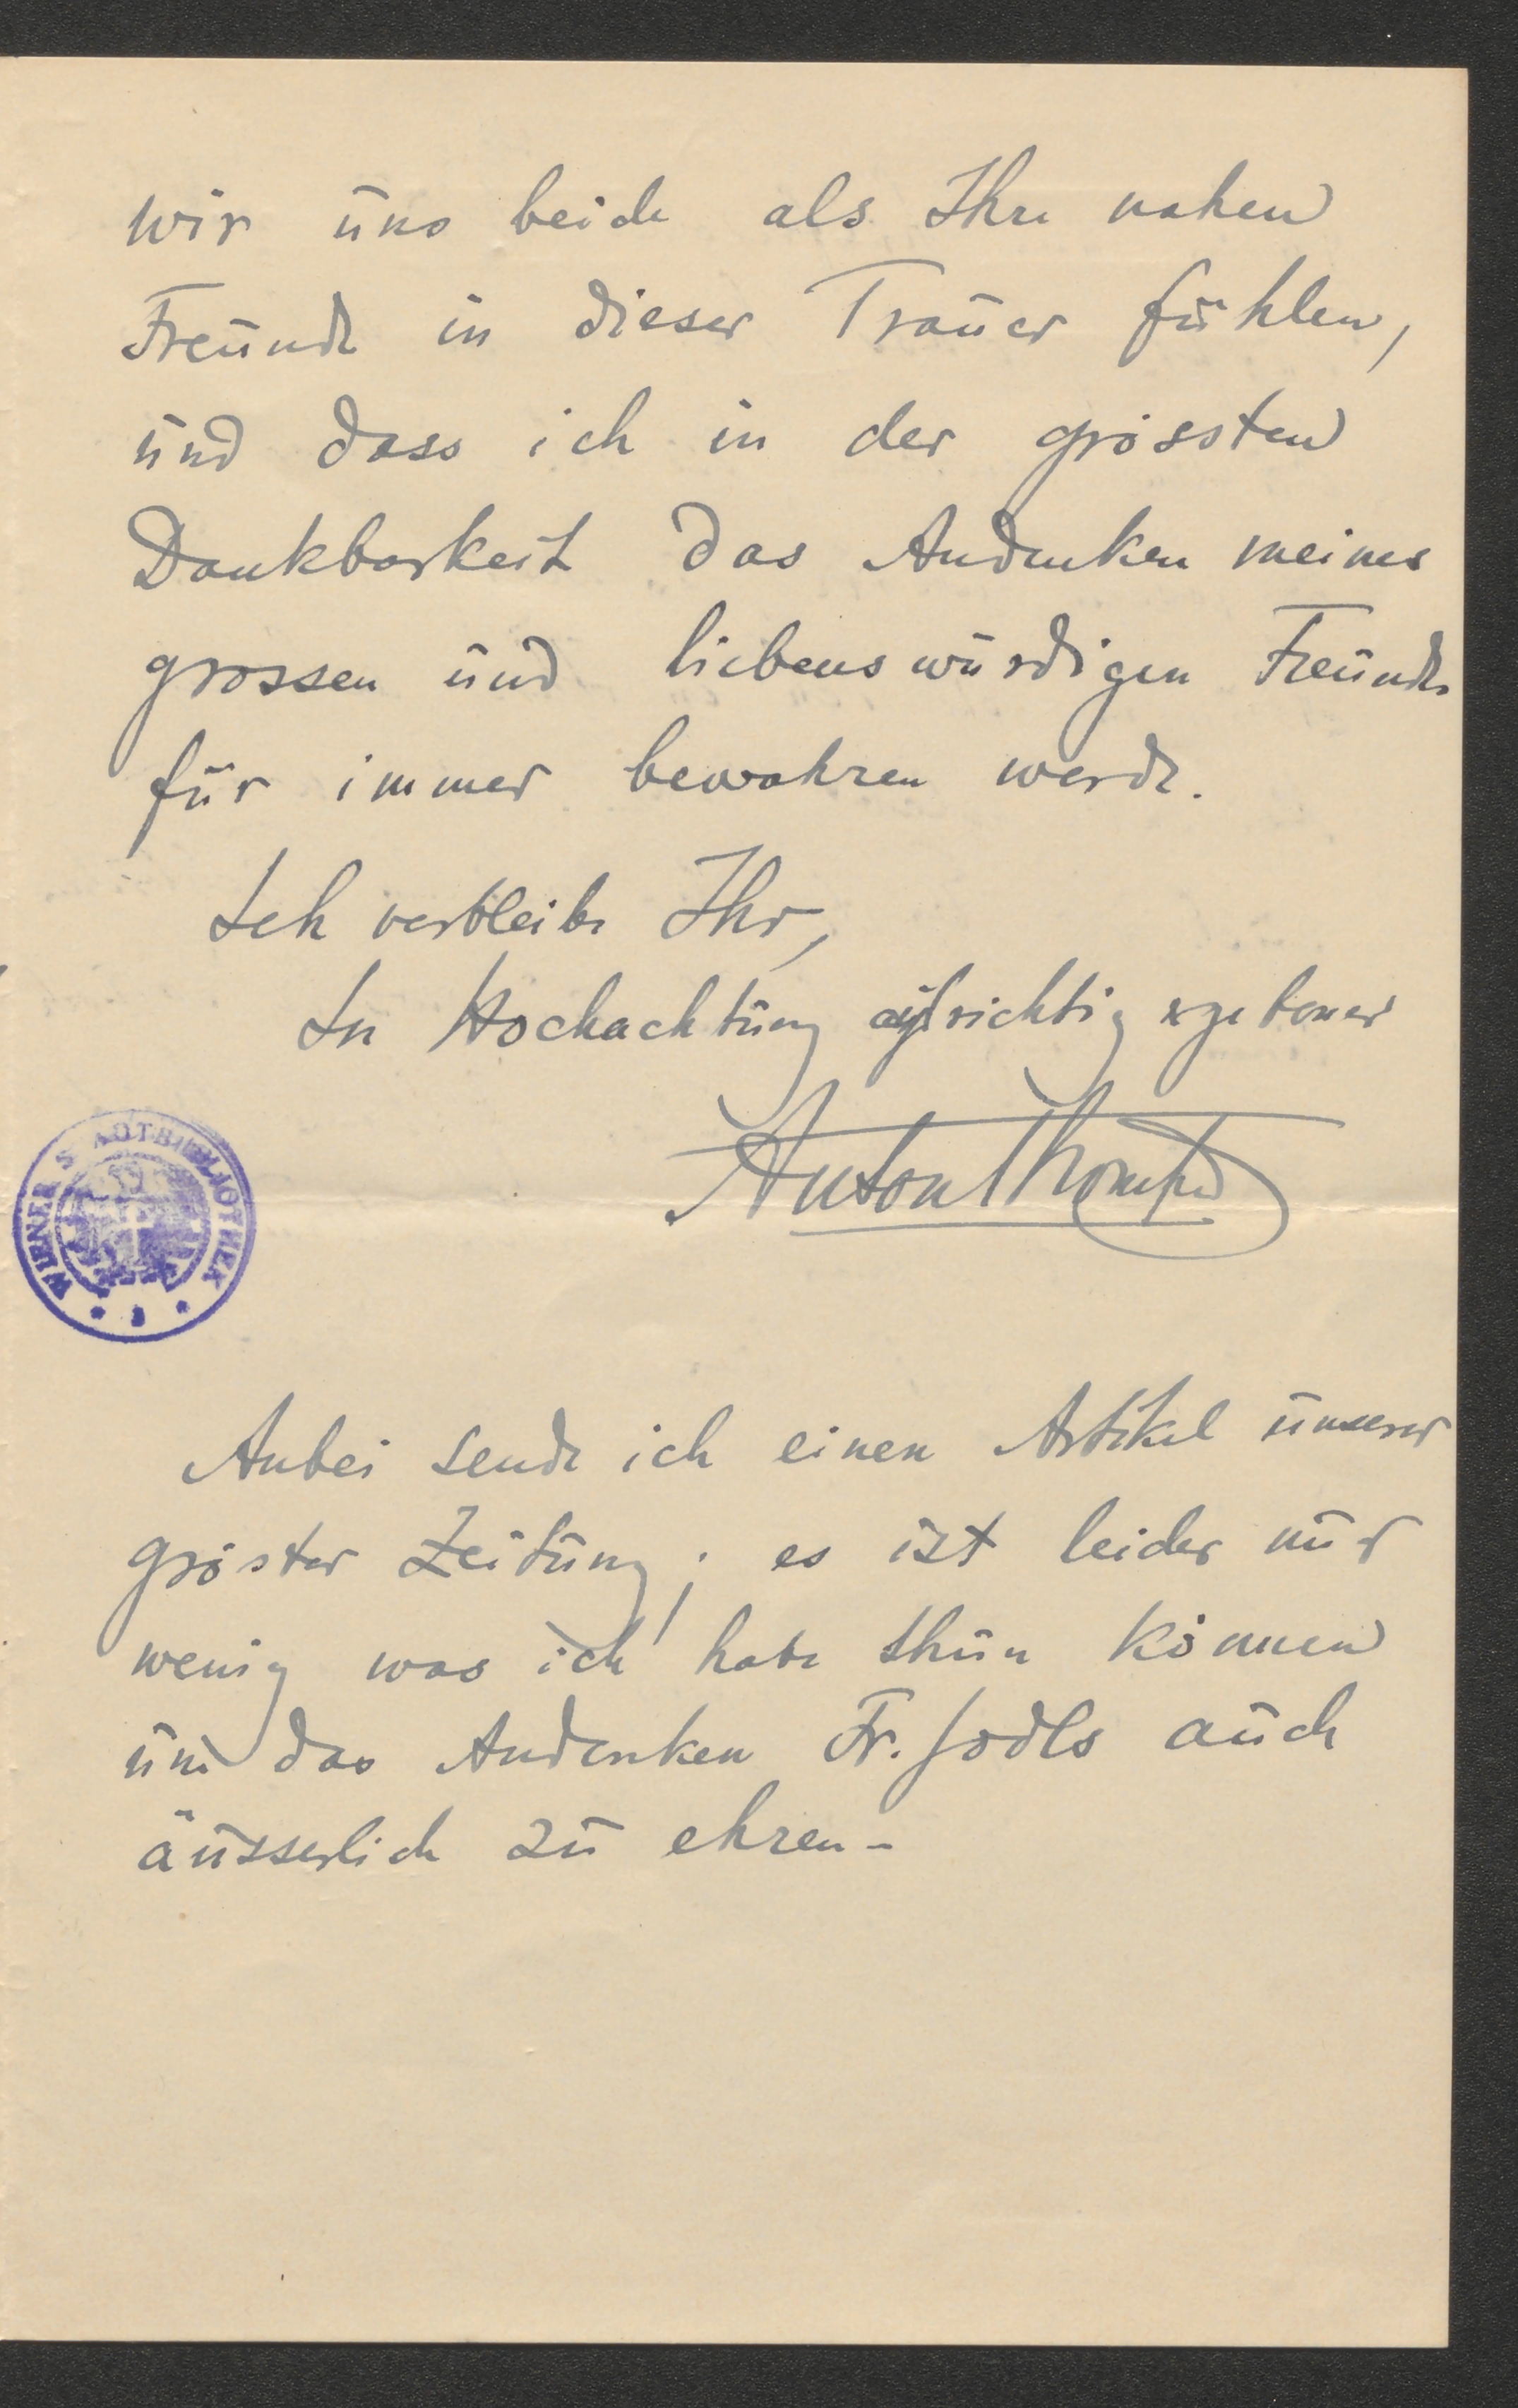 wir uns beide als Ihre nahen
Freunde in dieser Trauer fühlen,
und dass ich in der grössten
Dankbarkeit das Andenken meines
grossen und liebenswürdigen Freundes
für immer bewahren werde.
Ich verbleibe Ihr,
In Hochachtung aufrichtig ergebener
Anton Thomsen
WIENER STADTBIBLIOTHEK
Anbei sende ich einen Artikel unserer
gröster Zeitung; es ist leider nur
wenig was ich habe thun können
um das Andenken Fr. Jodls auch
äusserlich zu ehren-